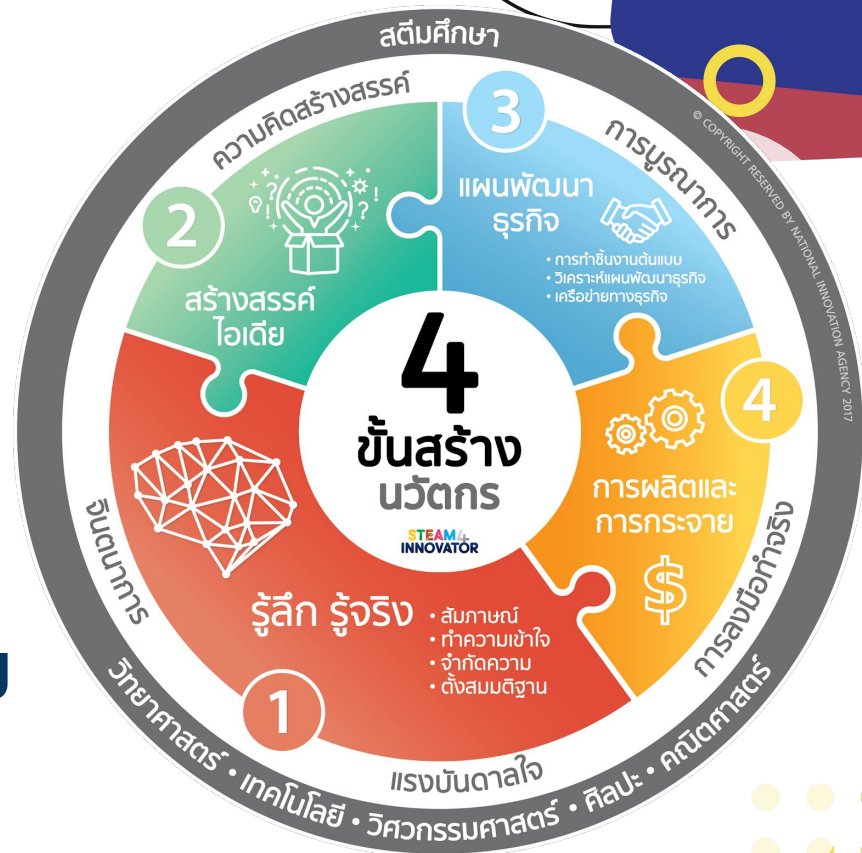 สตีมศึกษา
ความคิดสร้างสรรค์
การบูรณาการ
© COPYRIGHT RESERVED BY NATIONAL INNOVATION AGENCY 2017
2
สร้างสรรค์
ไอเดีย
3
แผนพัฒนา
ธุรกิจ
• การทำชิ้นงานต้นแบบ
• วิเคราะห์แผนพัฒนาธุรกิจ
• เครือข่ายทางธุรกิจ
4
ขั้นสร้าง
นวัตกร
STEAM4
INNOVATOR
4
การผลิตและ
การกระจาย
$
จินตนาการ
การลงมือทำจริง
รู้ลึก รู้จริง
• สัมภาษณ์
• ทำความเข้าใจ
• จำกัดความ
• ตั้งสมมติฐาน
1
แรงบันดาลใจ
วิทยาศาสตร์ • เทคโนโลยี • วิศวกรรมศาสตร์ • ศิลปะ • คณิตศาสตร์